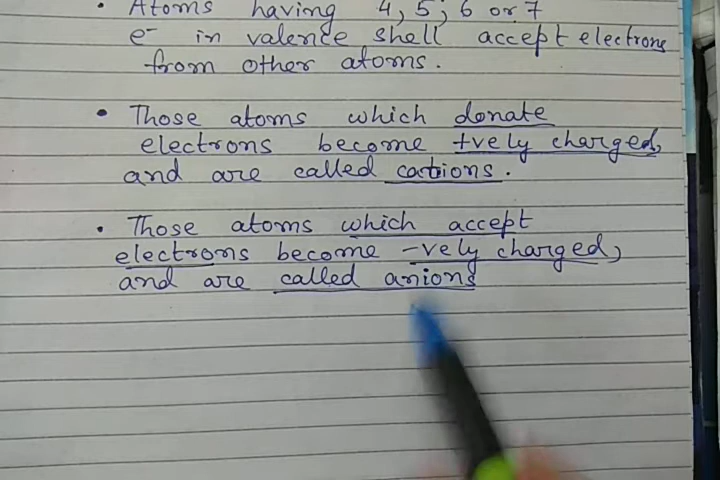 • Atoms having 4, 5, 6 or 7
e⁻ in valence shell accept electrons
from other atoms.
• Those atoms which donate
electrons become +vely charged,
and are called cations.
• Those atoms which accept
electrons become -vely charged,
and are called anions